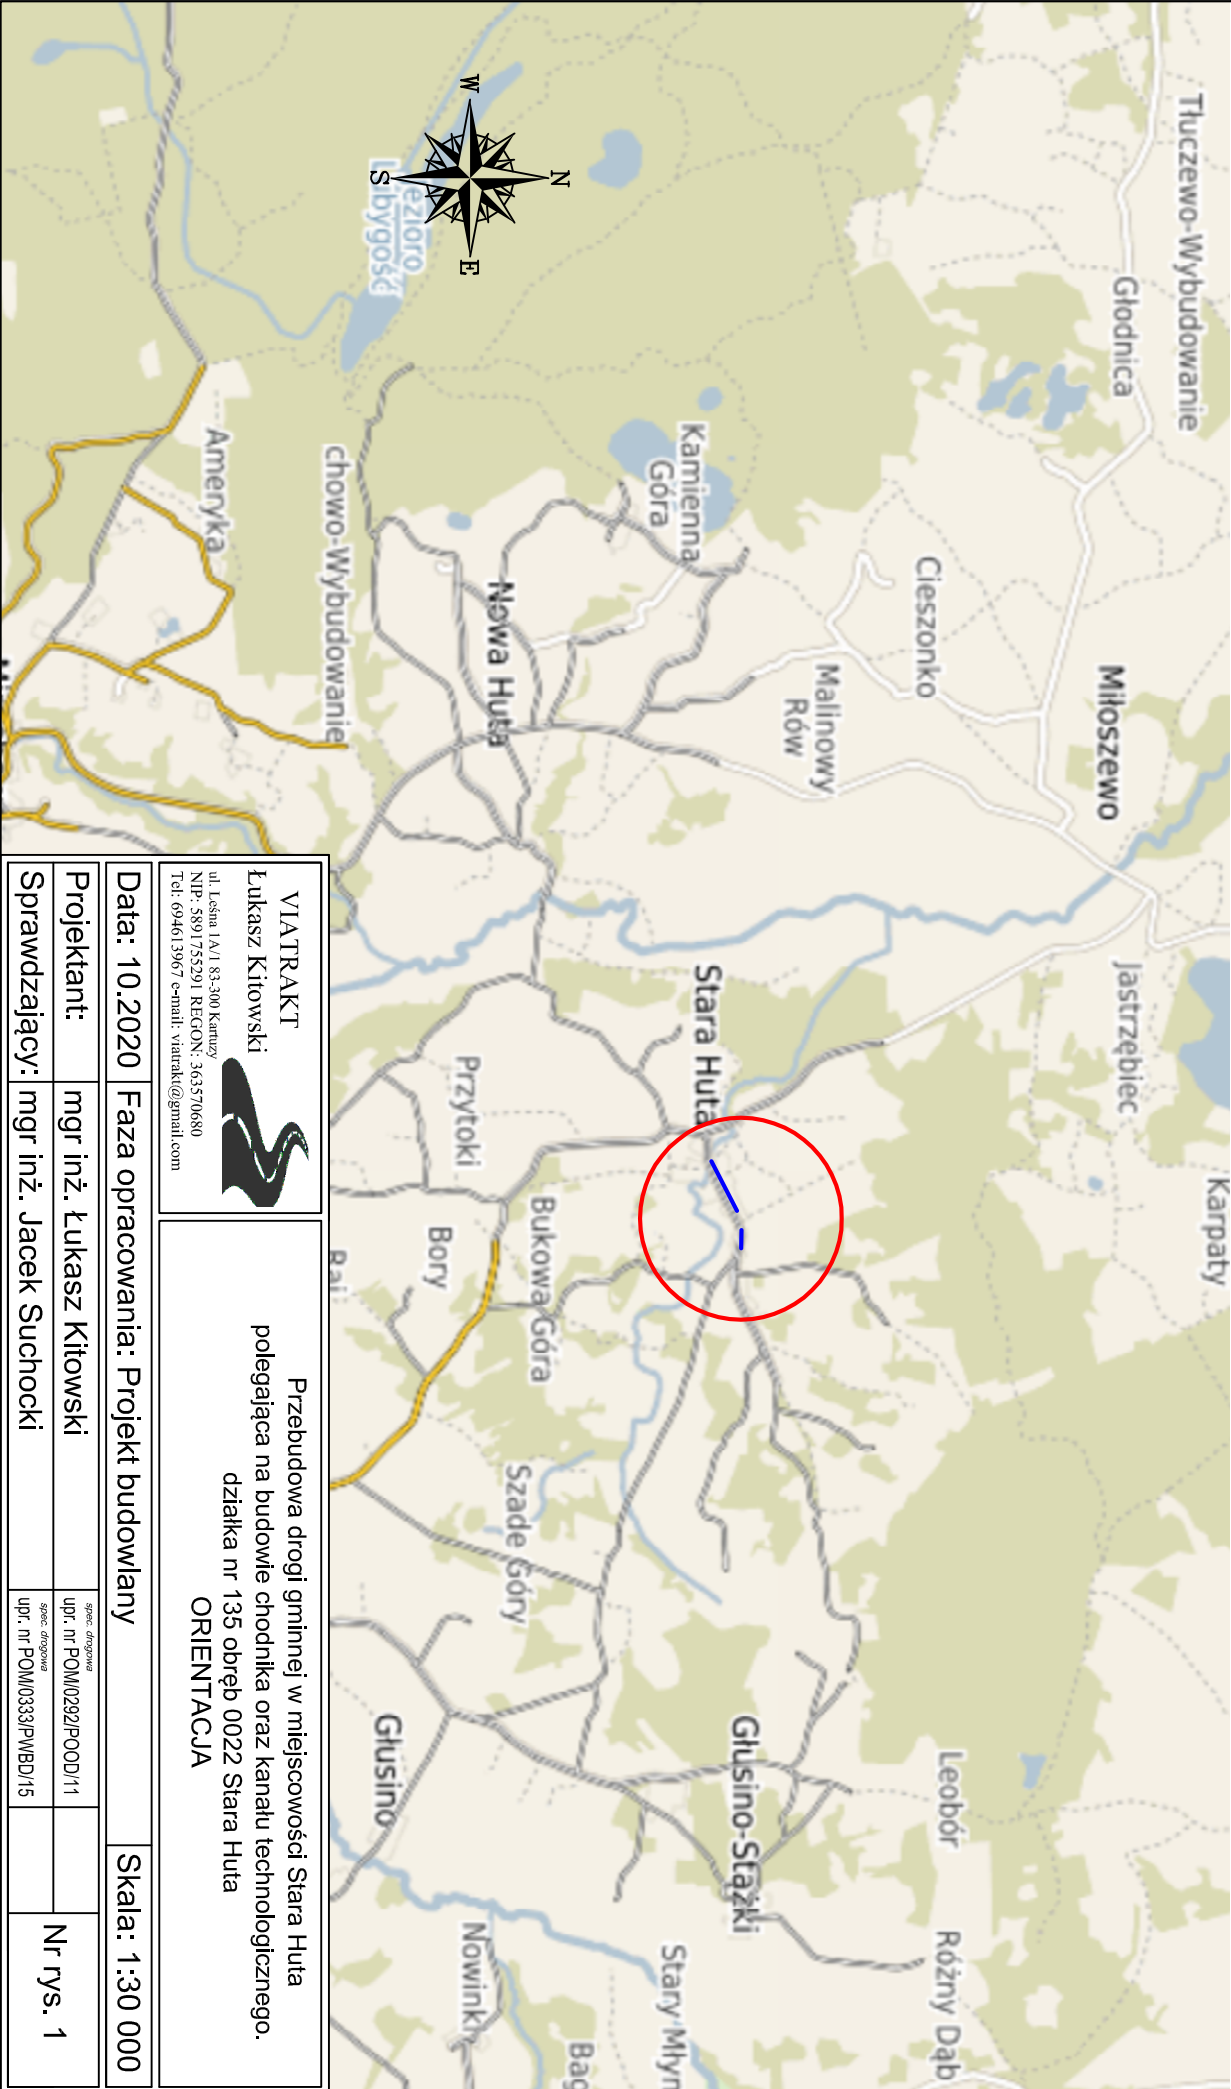 Tłuczewo-Wybudowanie
Głodnica
Miłoszewo
Jastrzębiec
Karpaty
Cieszonko
Malinowy
Rów
Leobór
Różny Dąb
Kamienna
Góra
Stara Huta
Głusino-Stążki
Stary Młyn
N
W
E
S
ezioro
bygość
Nowa Huta
Przytoki
Bukowa Góra
Szade Góry
Bory
Nowinki
Głusino
chowo-Wybudowanie
Ameryka
VIATRAKT
Łukasz Kitowski
ul. Leśna 1A/1 83-300 Kartuzy
NIP: 5891755291 REGON: 363570680
Tel: 694613967 e-mail: viatrakt@gmail.com
Przebudowa drogi gminnej w miejscowości Stara Huta
polegająca na budowie chodnika oraz kanału technologicznego.
działka nr 135 obręb 0022 Stara Huta
ORIENTACJA
Data: 10.2020 Faza opracowania: Projekt budowlany Skala: 1:30 000
Projektant: mgr inż. Łukasz Kitowski
spec. drogowa
upr. nr POM/0292/POOD/11
Sprawdzający: mgr inż. Jacek Suchocki
spec. drogowa
upr. nr POM/0333/PWBD/15
Nr rys. 1